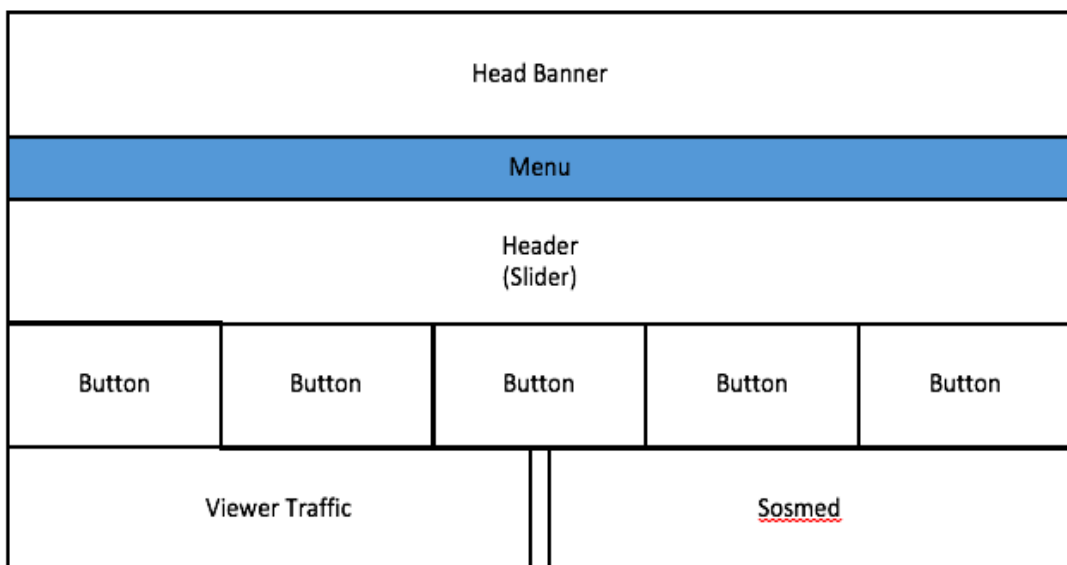 Head Banner
Menu
Header
(Slider)
Button Button Button Button Button
Viewer Traffic Sosmed